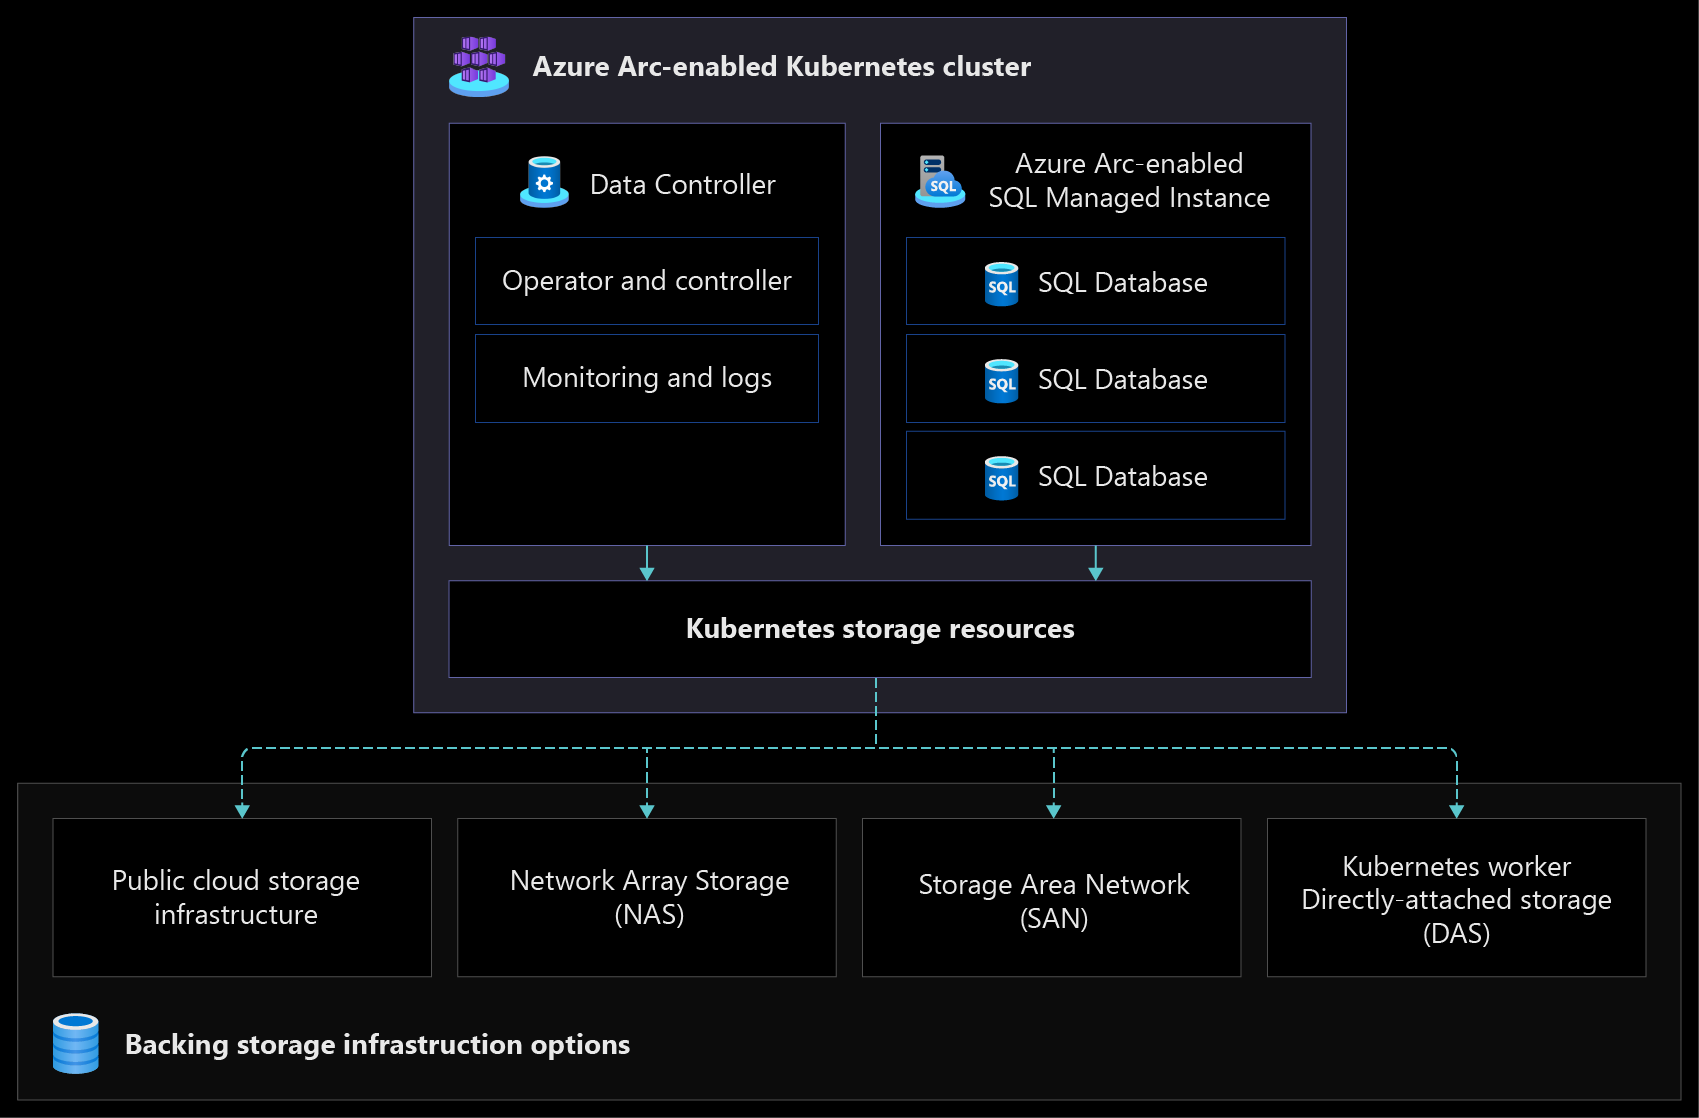 Azure Arc-enabled Kubernetes cluster
Data Controller
Operator and controller
Monitoring and logs
Azure Arc-enabled
SQL Managed Instance
SQL
SQL Database
SQL
SQL Database
SQL
SQL Database
SQL
Kubernetes storage resources
Public cloud storage
infrastructure
Network Array Storage
(NAS)
Storage Area Network
(SAN)
Kubernetes worker
Directly-attached storage
(DAS)
Backing storage infrastruction options